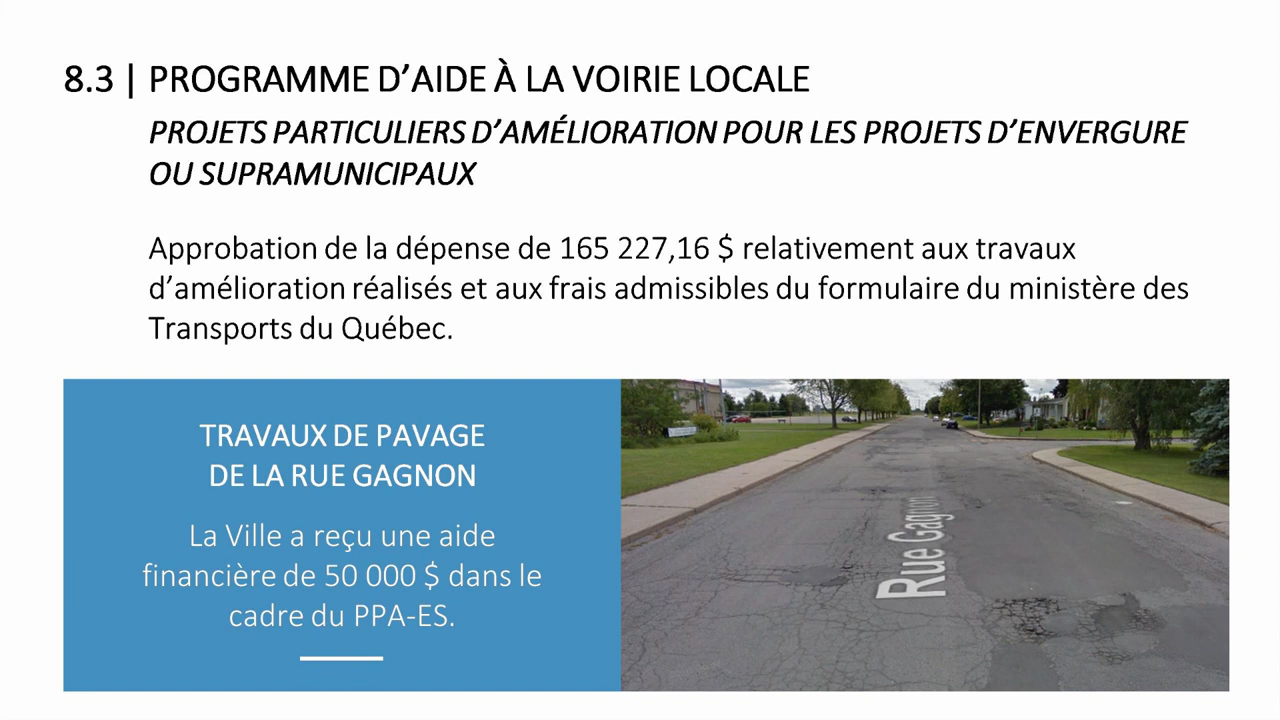 8.3 | PROGRAMME D’AIDE À LA VOIRIE LOCALE
PROJETS PARTICULIERS D’AMÉLIORATION POUR LES PROJETS D’ENVERGURE
OU SUPRAMUNICIPAUX
Approbation de la dépense de 165 227,16 $ relativement aux travaux
d’amélioration réalisés et aux frais admissibles du formulaire du ministère des
Transports du Québec.
TRAVAUX DE PAVAGE
DE LA RUE GAGNON
La Ville a reçu une aide
financière de 50 000 $ dans le
cadre du PPA-ES.
Rue Gagnon